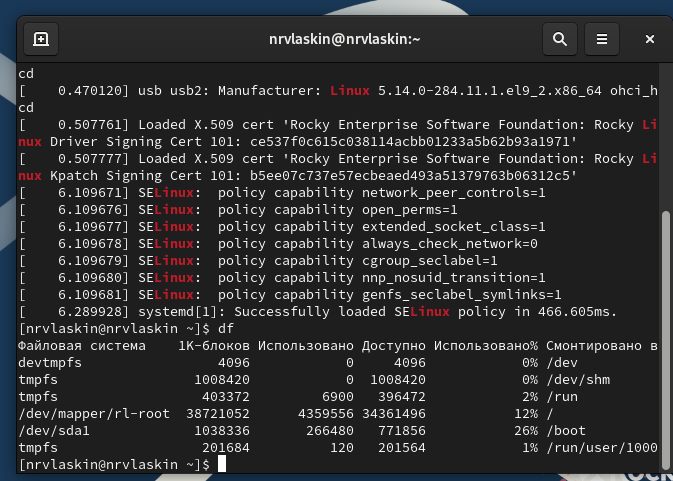 nrvlaskin@nrvlaskin:~
cd
[    0.470120] usb usb2: Manufacturer: Linux 5.14.0-284.11.1.el9_2.x86_64 ohci_h
cd
[    0.507761] Loaded X.509 cert 'Rocky Enterprise Software Foundation: Rocky Li
nux Driver Signing Cert 101: ce537f0c615c038114acbb01233a5b62b93a1971'
[    0.507777] Loaded X.509 cert 'Rocky Enterprise Software Foundation: Rocky Li
nux Kpatch Signing Cert 101: b5ee07c737e57ecbeaed493a51379763b06312c5'
[    6.109671] SELinux:  policy capability network_peer_controls=1
[    6.109676] SELinux:  policy capability open_perms=1
[    6.109677] SELinux:  policy capability extended_socket_class=1
[    6.109678] SELinux:  policy capability always_check_network=0
[    6.109679] SELinux:  policy capability cgroup_seclabel=1
[    6.109680] SELinux:  policy capability nnp_nosuid_transition=1
[    6.109681] SELinux:  policy capability genfs_seclabel_symlinks=1
[    6.289928] systemd[1]: Successfully loaded SELinux policy in 466.605ms.
[nrvlaskin@nrvlaskin ~]$ df
Файловая система    1K-блоков Использовано Доступно Использовано% Смонтировано в
devtmpfs                 4096            0     4096            0% /dev
tmpfs                 1008420            0  1008420            0% /dev/shm
tmpfs                  403372         6900   396472            2% /run
/dev/mapper/rl-root  38721052      4359556 34361496           12% /
/dev/sda1             1038336       266480   771856           26% /boot
tmpfs                  201684          120   201564            1% /run/user/1000
[nrvlaskin@nrvlaskin ~]$